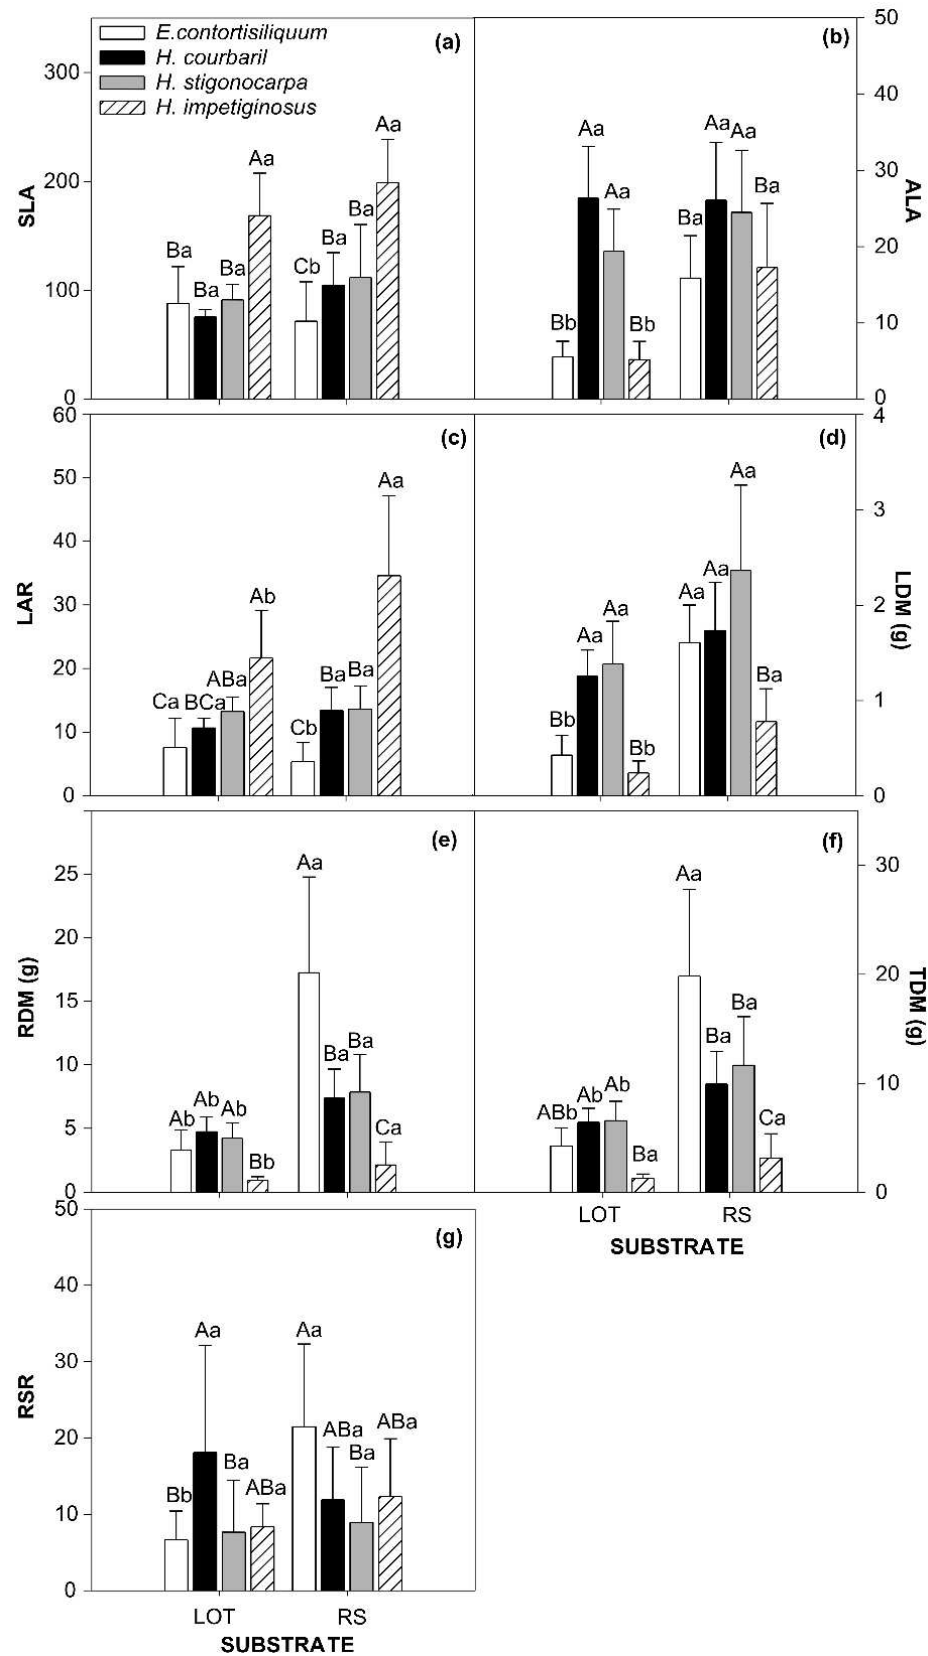 E.contortisiliquum
H. courbaril
H. stigonocarpa
H. impetiginosus
(a)
300
200
100
0
SLA
Ba
Ba
Ba
Aa
Cb
Ba
Ba
Aa
(b)
50
40
30
20
10
0
ALA
Bb
Aa
Aa
Bb
Ba
Aa
Aa
Ba
(c)
60
50
40
30
20
10
0
LAR
Ca
BCa
ABa
Ab
Cb
Ba
Ba
Aa
(d)
4
3
2
1
0
LDM (g)
Bb
Aa
Aa
Bb
Aa
Aa
Aa
Ba
(e)
25
20
15
10
5
0
RDM (g)
Ab
Ab
Ab
Bb
Aa
Ba
Ba
Ca
(f)
30
20
10
0
TDM (g)
ABb
Ab
Ab
Ba
Aa
Ba
Ba
Ca
LOT RS
SUBSTRATE
(g)
50
40
30
20
10
0
RSR
Bb
Aa
Ba
ABa
Aa
ABa
Ba
ABa
LOT RS
SUBSTRATE